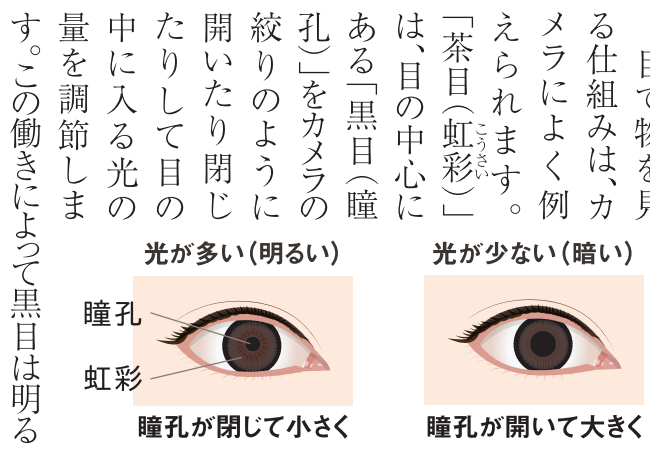 目で物を見
る仕組みは、カ
メラによく例
えられます。
「茶目（虹彩）」
こうさい
は、目の中心に
ある「黒目（瞳
孔）」をカメラの
絞りのように
開いたり閉じ
たりして目の
中に入る光の
量を調節しま
す。この働きによって黒目は明る
光が多い（明るい）
瞳孔
虹彩
瞳孔が閉じて小さく
光が少ない（暗い）
瞳孔が開いて大きく